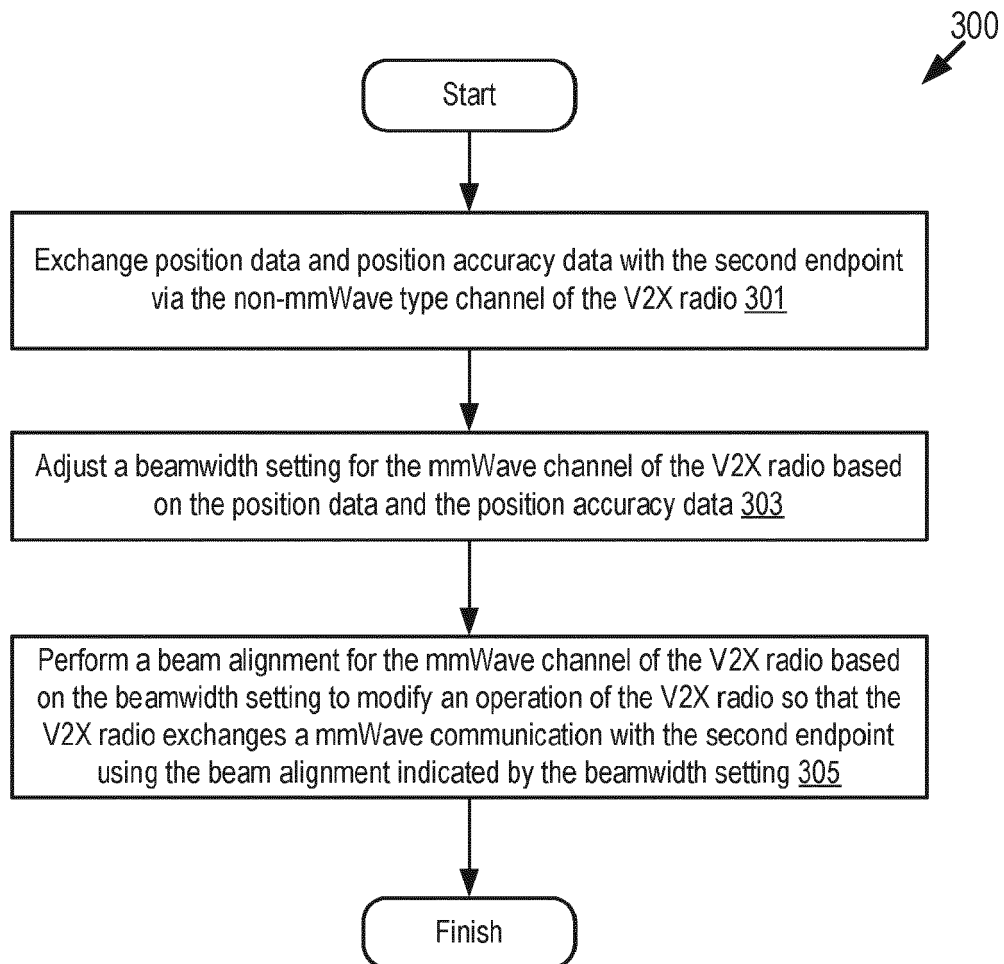 300
Start
Exchange position data and position accuracy data with the second endpoint
via the non-mmWave type channel of the V2X radio 301
Adjust a beamwidth setting for the mmWave channel of the V2X radio based
on the position data and the position accuracy data 303
Perform a beam alignment for the mmWave channel of the V2X radio based
on the beamwidth setting to modify an operation of the V2X radio so that the
V2X radio exchanges a mmWave communication with the second endpoint
using the beam alignment indicated by the beamwidth setting 305
Finish